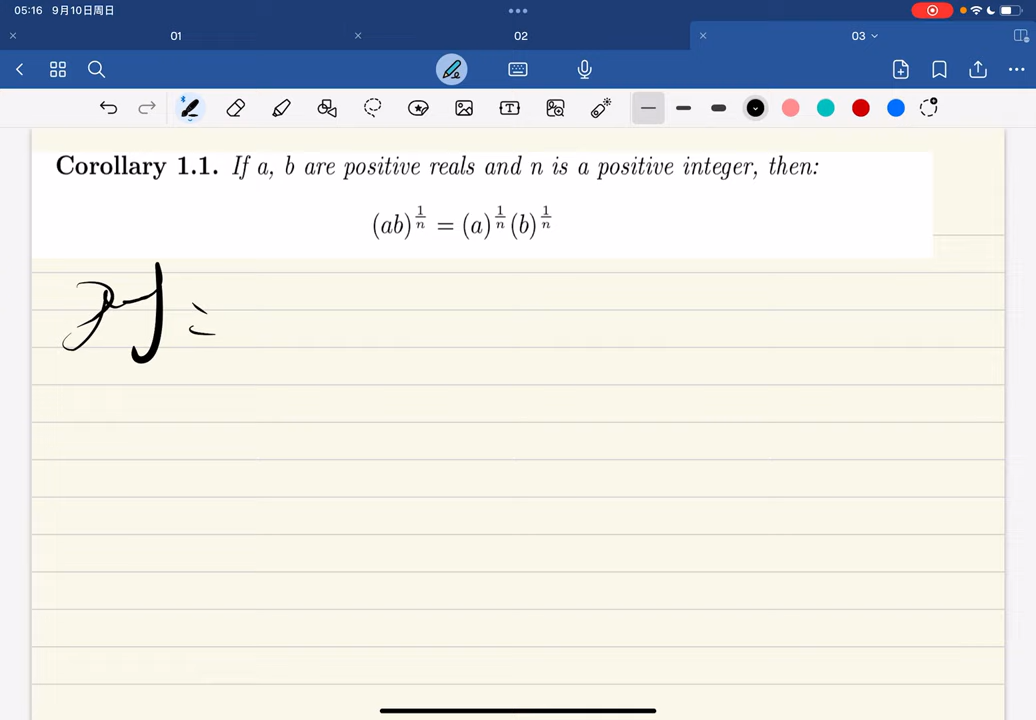 05:16 9月10日周日
01
02
03
T
Corollary 1.1. If a, b are positive reals and n is a positive integer, then:
(ab)^{1/n} = (a)^{1/n}(b)^{1/n}